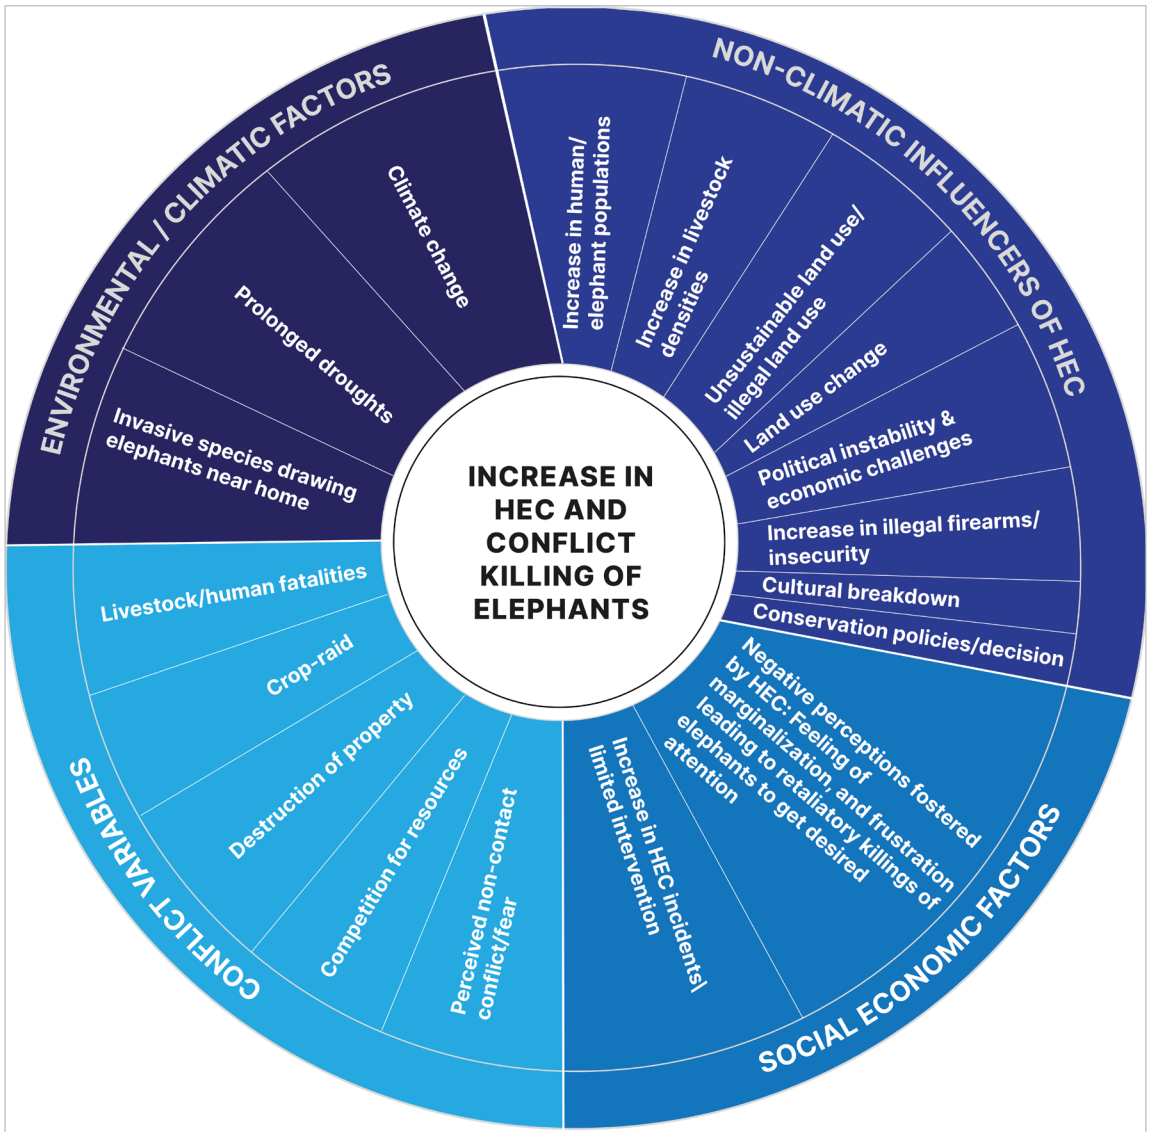 INCREASE IN
HEC AND
CONFLICT
KILLING OF
ELEPHANTS
ENVIRONMENTAL / CLIMATIC FACTORS
Climate change
Prolonged droughts
Invasive species drawing
elephants near home
NON-CLIMATIC INFLUENCERS OF HEC
Increase in human/
elephant populations
Increase in livestock
densities
Unsustainable land use/
illegal land use
Land use change
Political instability &
economic challenges
Increase in illegal firearms/
insecurity
Cultural breakdown
Conservation policies/decision
SOCIAL ECONOMIC FACTORS
Negative perceptions fostered
by HEC: Feeling of
marginalization, and frustration
leading to retaliatory killings of
elephants to get desired
attention
Increase in HEC incidents\
limited intervention
CONFLICT VARIABLES
Perceived non-contact
conflict/fear
Competition for resources
Destruction of property
Crop-raid
Livestock/human fatalities